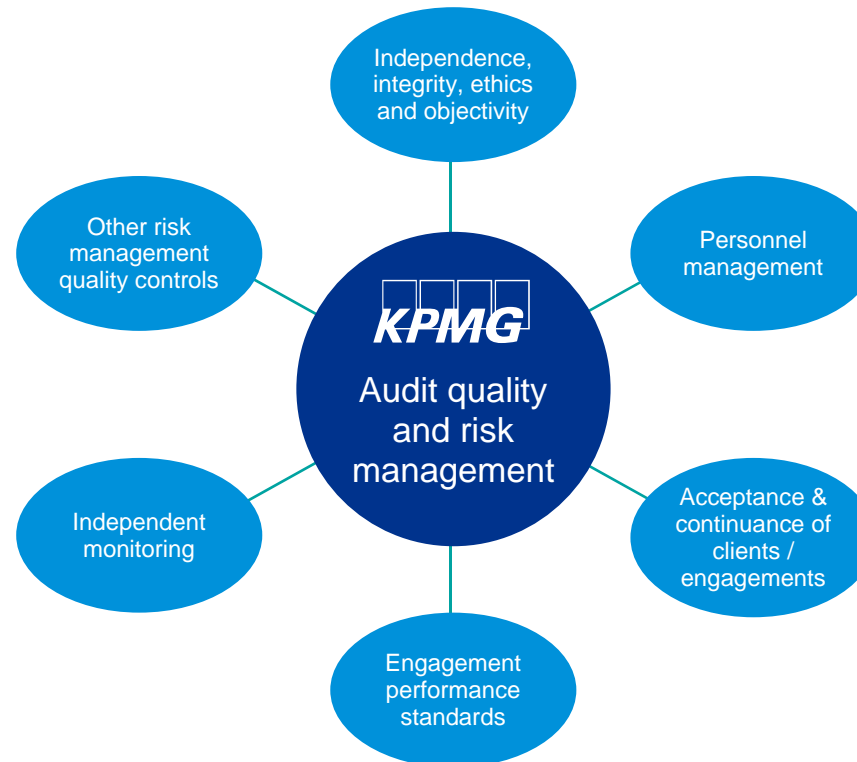 Independence,
integrity, ethics
and objectivity
Other risk
management
quality controls
Personnel
management
KPMG
Audit quality
and risk
management
Independent
monitoring
Acceptance &
continuance of
clients /
engagements
Engagement
performance
standards